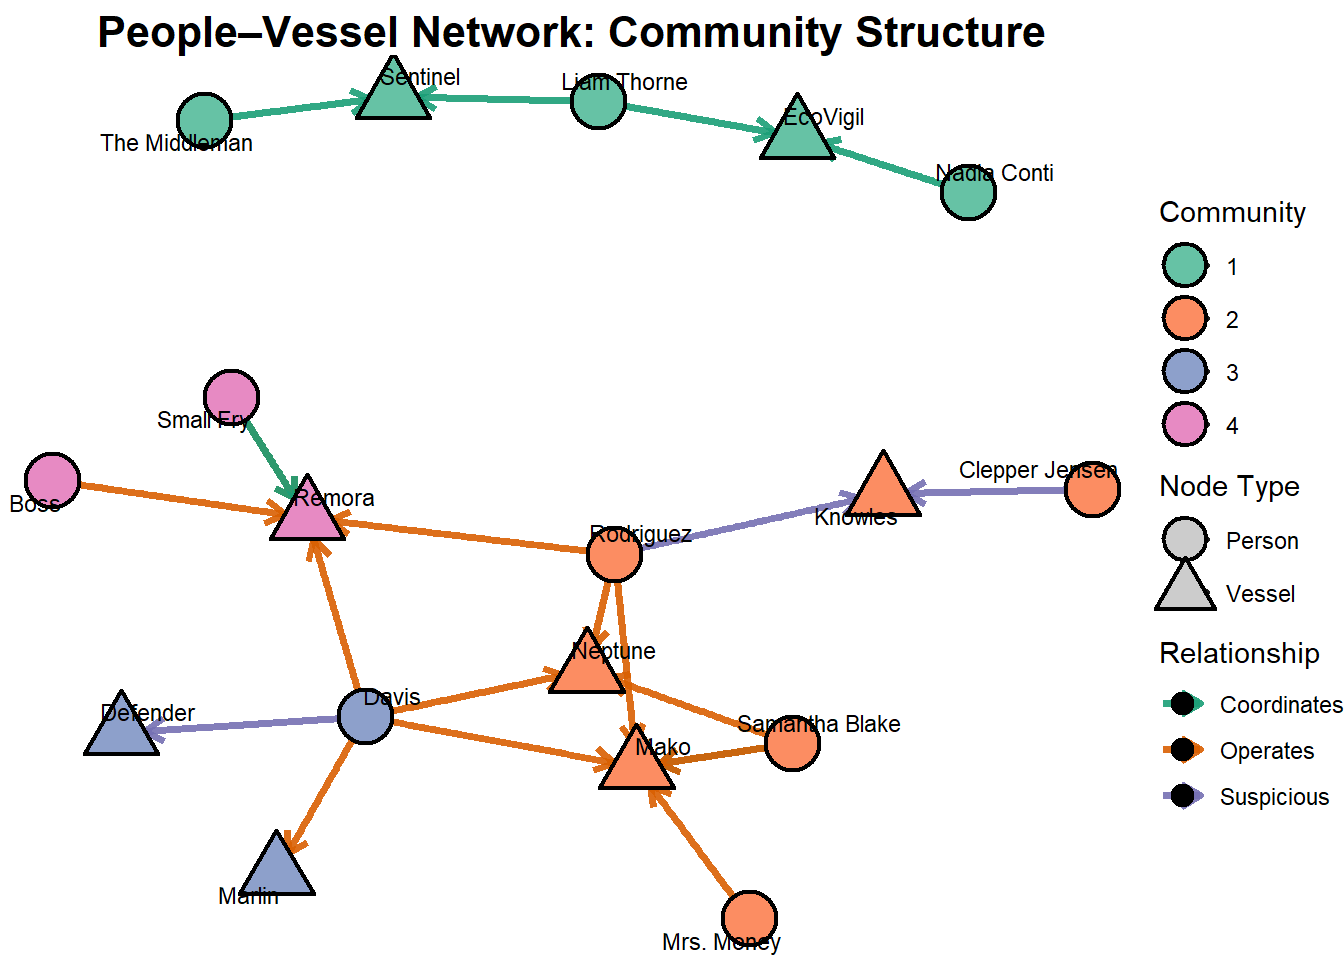 People–Vessel Network: Community Structure
Sentinel
Liam Thorne
EcoVigil
The Middleman
Nadia Conti
Small Fry
Boss
Remora
Clepper Jensen
Knowles
Rodriguez
Neptune
Davis
Defender
Samantha Blake
Mako
Marlin
Mrs. Money
Community
1
2
3
4
Node Type
Person
Vessel
Relationship
Coordinates
Operates
Suspicious